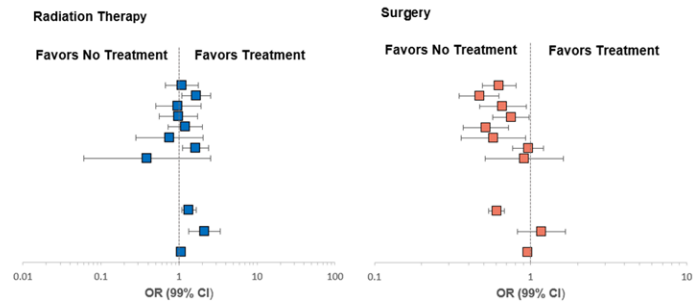 Radiation Therapy
Favors No Treatment Favors Treatment
0.01 0.1 1 10 100
OR (99% CI)
Surgery
Favors No Treatment Favors Treatment
0.1 1 10
OR (99% CI)